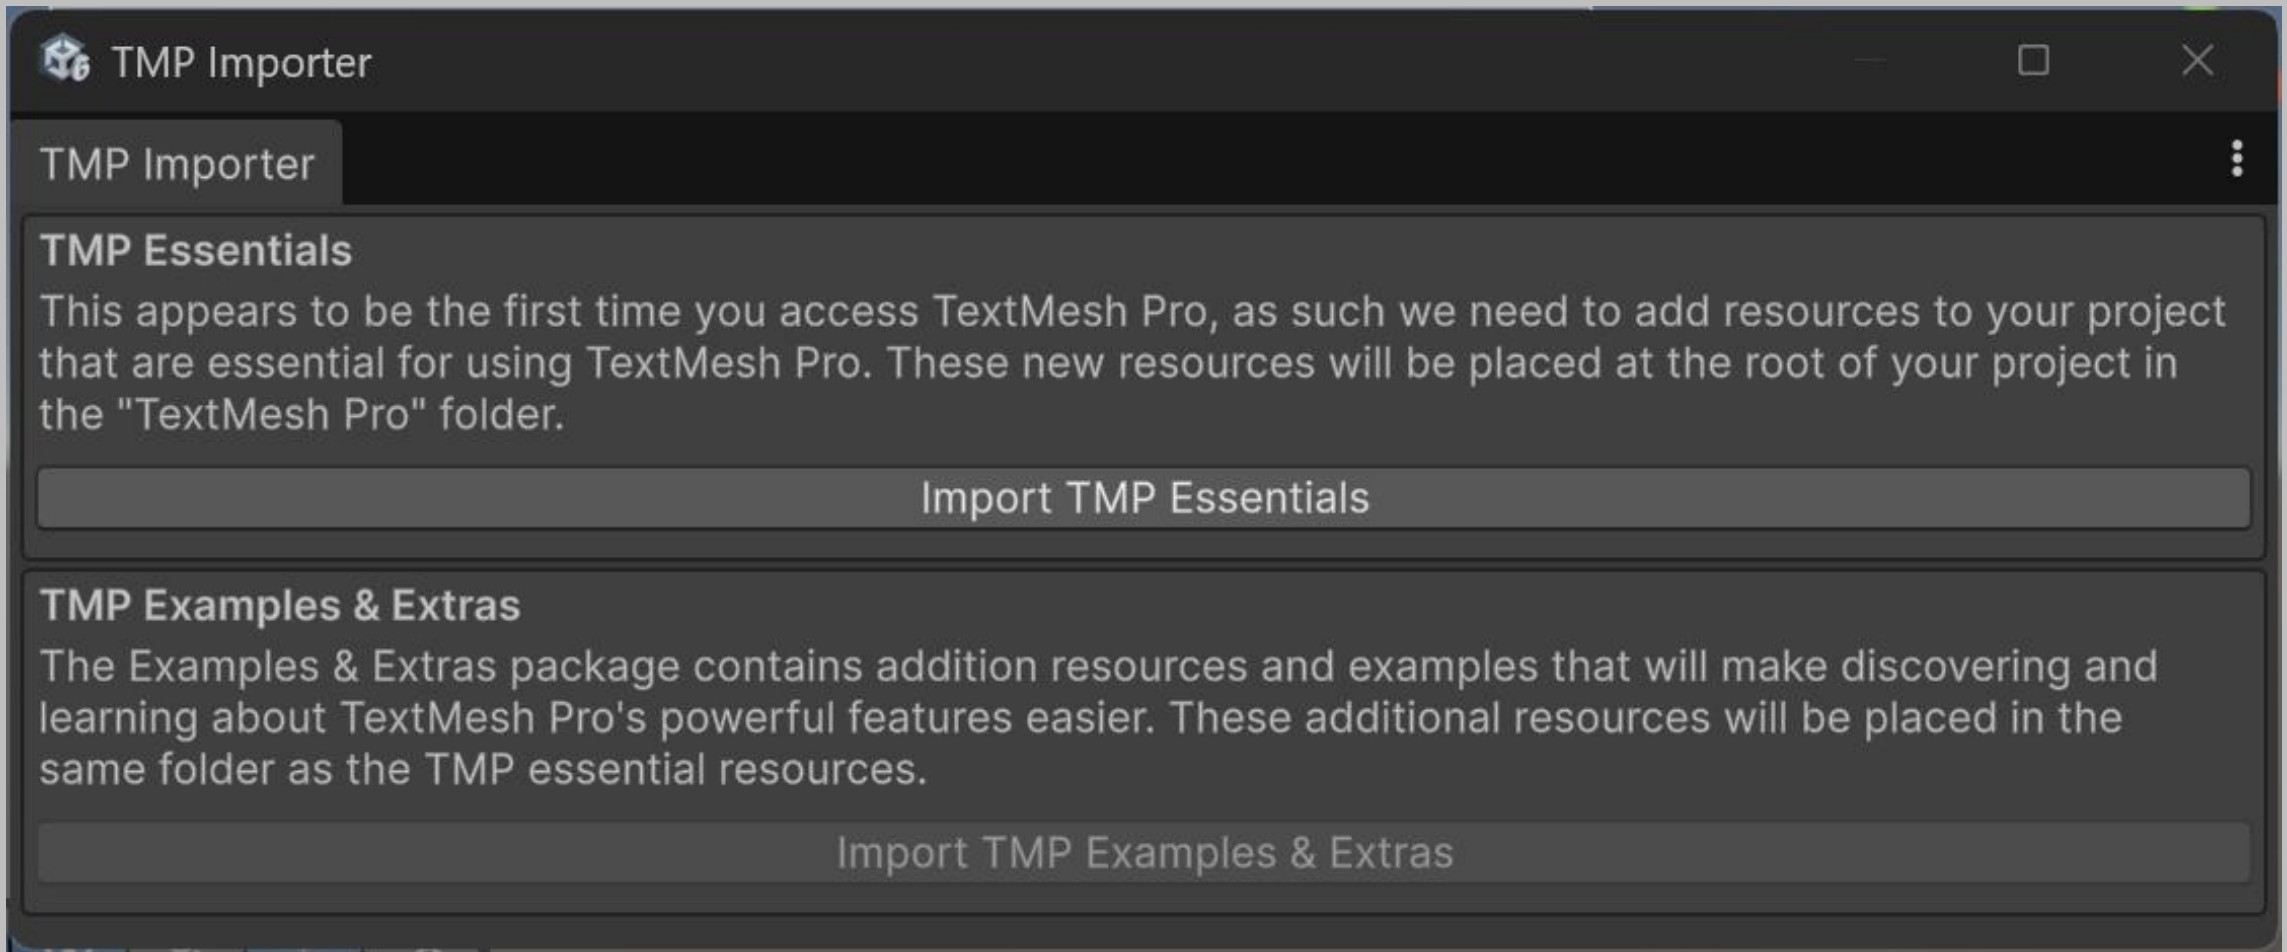 TMP Importer
TMP Importer
TMP Essentials
This appears to be the first time you access TextMesh Pro, as such we need to add resources to your project
that are essential for using TextMesh Pro. These new resources will be placed at the root of your project in
the "TextMesh Pro" folder.
Import TMP Essentials
TMP Examples & Extras
The Examples & Extras package contains addition resources and examples that will make discovering and
learning about TextMesh Pro's powerful features easier. These additional resources will be placed in the
same folder as the TMP essential resources.
Import TMP Examples & Extras